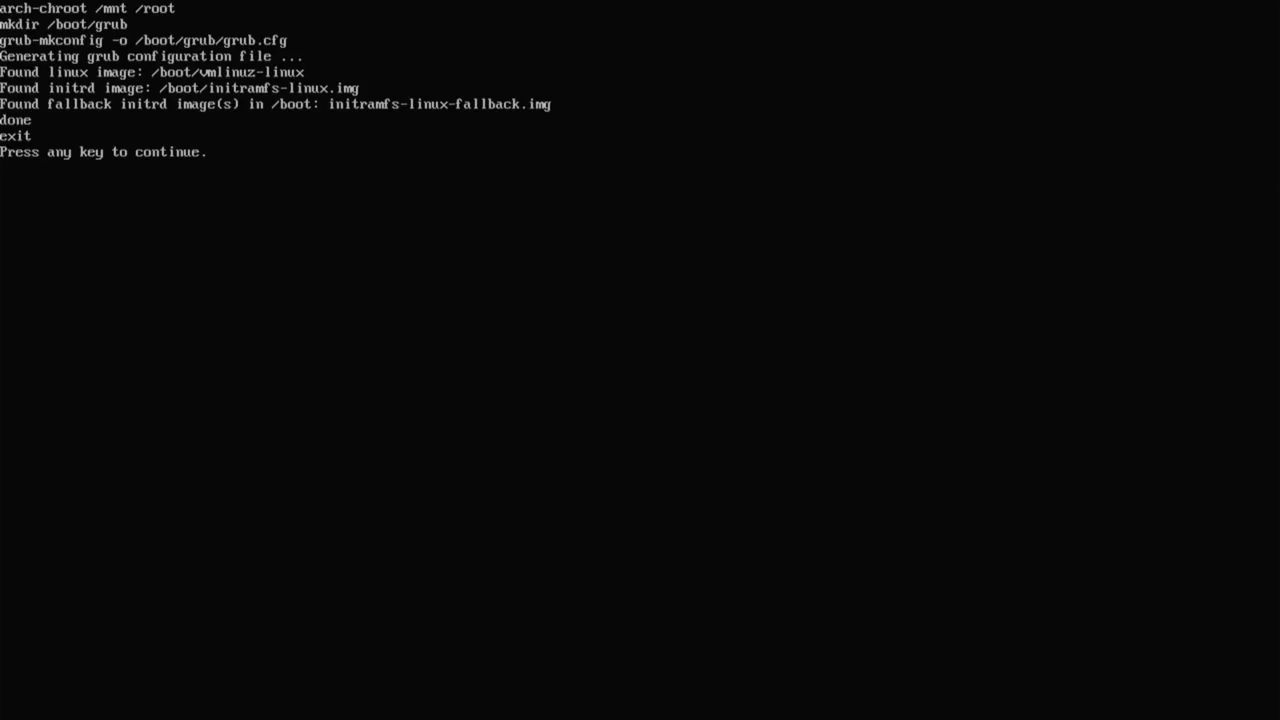 arch-chroot /mnt /root
mkdir /boot/grub
grub-mkconfig -o /boot/grub/grub.cfg
Generating grub configuration file ...
Found linux image: /boot/vmlinuz-linux
Found initrd image: /boot/initramfs-linux.img
Found fallback initrd image(s) in /boot: initramfs-linux-fallback.img
done
exit
Press any key to continue.